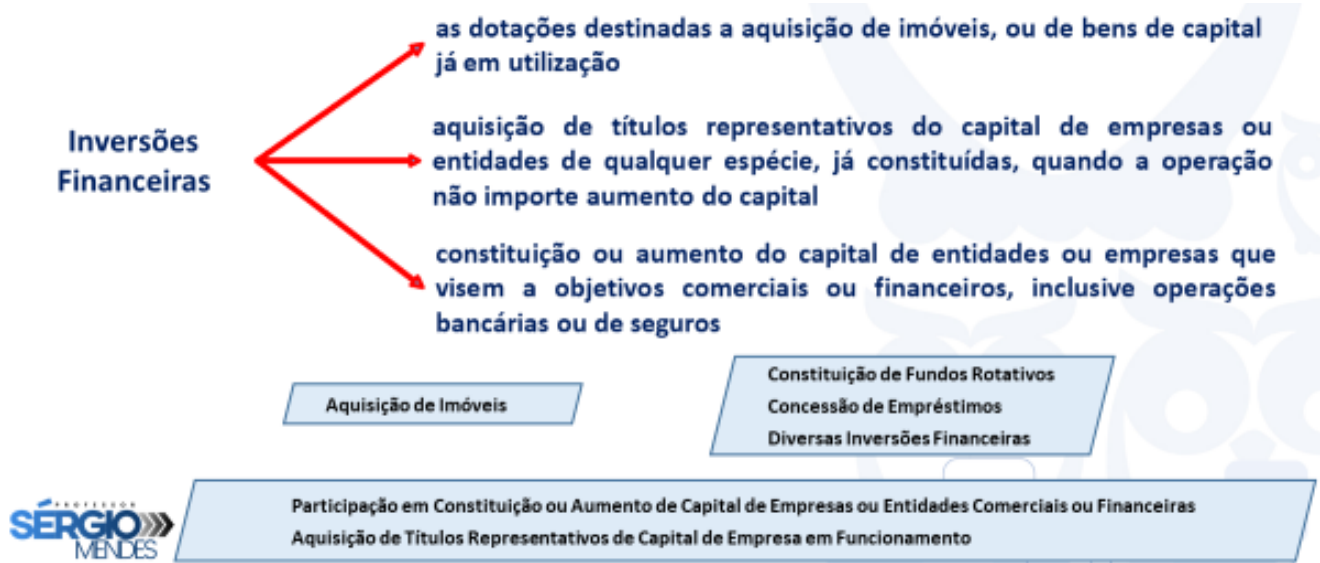 as dotações destinadas a aquisição de imóveis, ou de bens de capital
já em utilização
Inversões
Financeiras
aquisição de títulos representativos do capital de empresas ou
entidades de qualquer espécie, já constituídas, quando a operação
não importe aumento do capital
constituição ou aumento do capital de entidades ou empresas que
visem a objetivos comerciais ou financeiros, inclusive operações
bancárias ou de seguros
Aquisição de Imóveis
Constituição de Fundos Rotativos
Concessão de Empréstimos
Diversas Inversões Financeiras
Participação em Constituição ou Aumento de Capital de Empresas ou Entidades Comerciais ou Financeiras
Aquisição de Títulos Representativos de Capital de Empresa em Funcionamento
PROFESSOR
SÉRGIO
MENDES